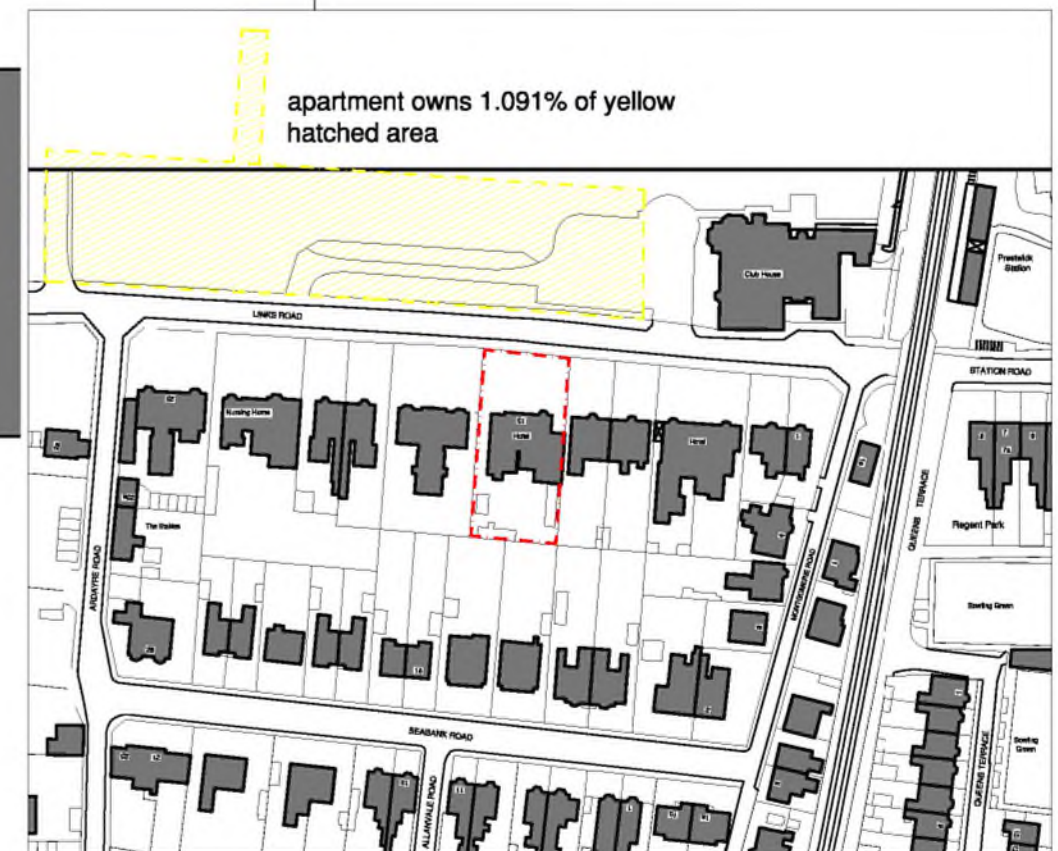 apartment owns 1.091% of yellow
hatched area
Club House
Prestwick
Station
LINKS ROAD
STATION ROAD
Nursing Home
Hotel
Hotel
The Stables
ARDAYRE ROAD
MONTGOMERIE ROAD
QUEENS TERRACE
Regent Park
Bowling Green
SEABANK ROAD
ALLANVALE ROAD
QUEENS TERRACE
Bowling
Green